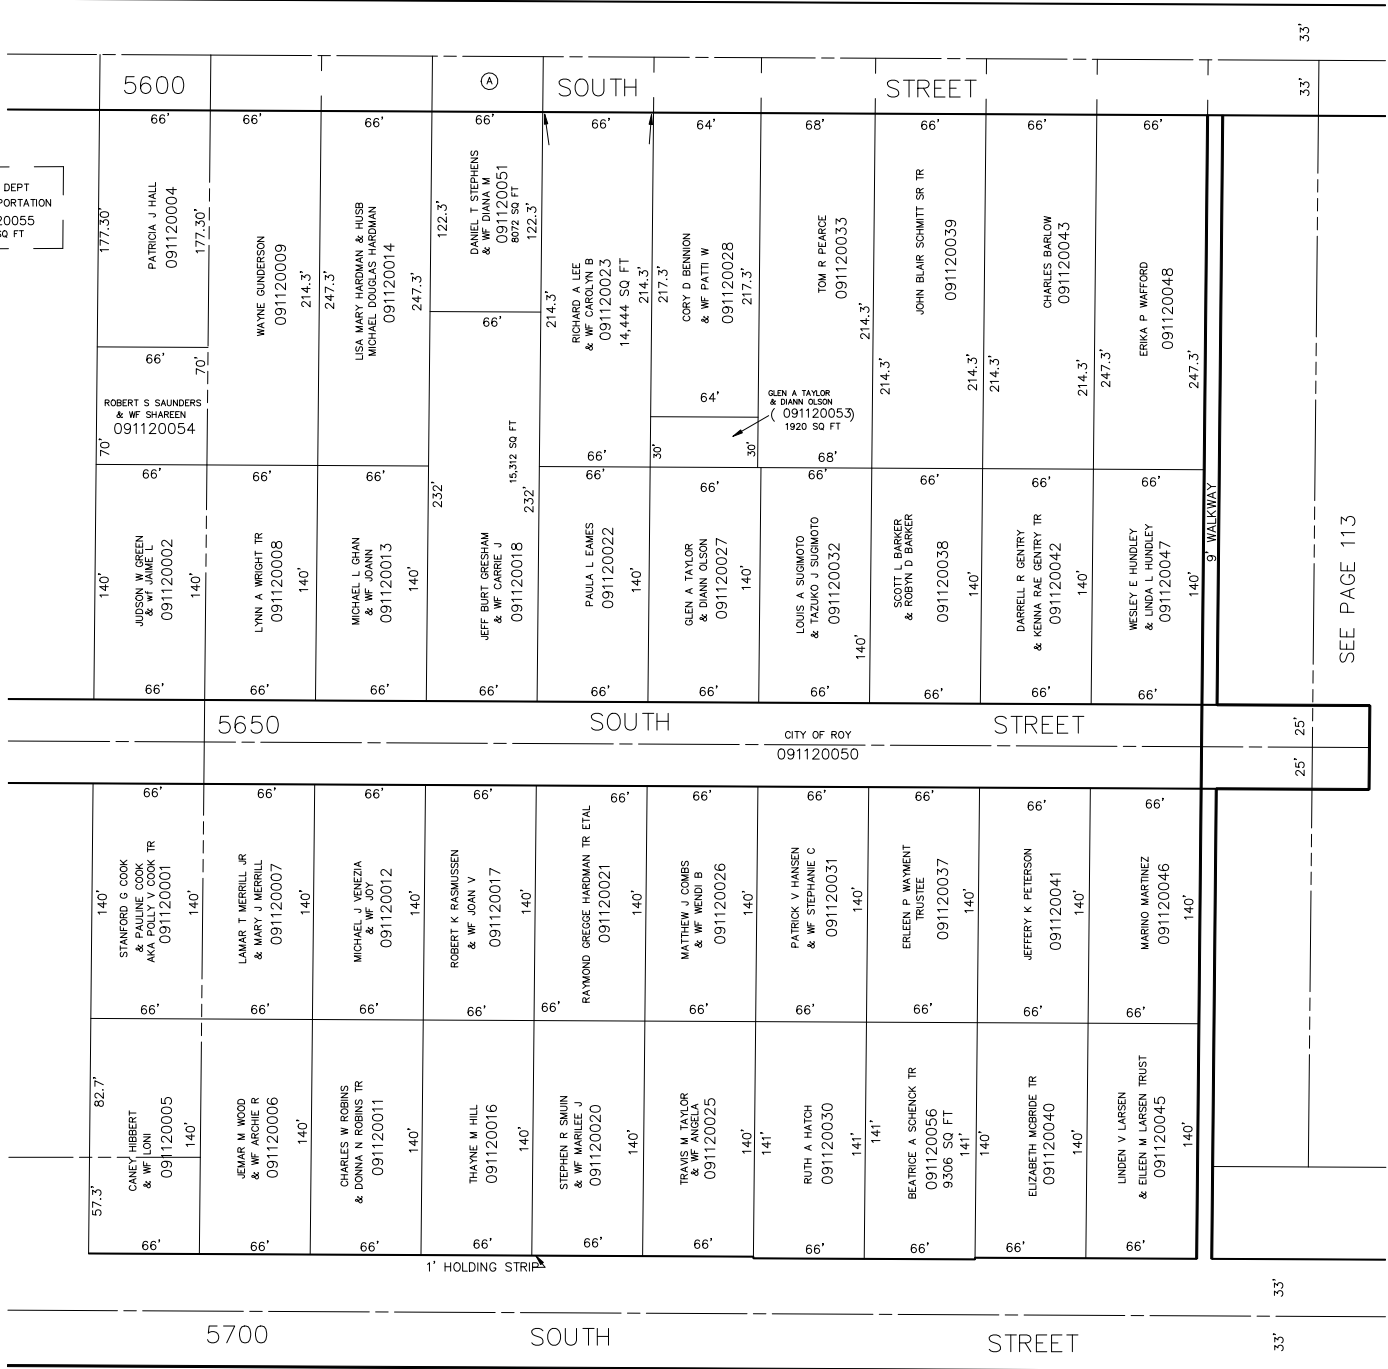 33'
5600
A
SOUTH
STREET
33'
66'
66'
66'
66'
66'
64'
68'
66'
66'
66'
DEPT
PORTATION
20055
SQ FT
177.30'
PATRICIA J HALL
091120004
177.30'
WAYNE GUNDERSON
091120009
214.3'
247.3'
LISA MARY HARDMAN & HUSB
MICHAEL DOUGLAS HARDMAN
091120014
247.3'
122.3'
DANIEL T STEPHENS
& WF DIANA M
091120051
8072 SQ FT
122.3'
66'
214.3'
RICHARD A LEE
& WF CAROLYN B
091120023
14,444 SQ FT
214.3'
66'
217.3'
CORY D BENNION
& WF PATTI W
091120028
217.3'
64'
TOM R PEARCE
091120033
214.3'
68'
214.3'
JOHN BLAIR SCHMITT SR TR
091120039
214.3'
214.3'
CHARLES BARLOW
091120043
214.3'
247.3'
ERIKA P WAFFORD
091120048
247.3'
66'
70'
ROBERT S SAUNDERS
& WF SHAREEN
091120054
70'
GLEN A TAYLOR
& DIANN OLSON
( 091120053)
1920 SQ FT
30'
30'
66'
66'
66'
66'
66'
66'
66'
66'
66'
140'
JUDSON W GREEN
& wf JAIME L
091120002
140'
66'
LYNN A WRIGHT TR
091120008
140'
66'
MICHAEL L GHAN
& WF JOANN
091120013
140'
66'
232'
JEFF BURT GRESHAM
& WF CARRIE J
091120018
15,312 SQ FT
232'
66'
PAULA L EAMES
091120022
140'
66'
GLEN A TAYLOR
& DIANN OLSON
091120027
140'
66'
LOUIS A SUGIMOTO
& TAZUKO J SUGIMOTO
091120032
140'
66'
SCOTT L BARKER
& ROBYN D BARKER
091120038
140'
66'
DARRELL R GENTRY
& KENNA RAE GENTRY TR
091120042
140'
66'
WESLEY E HUNDLEY
& LINDA L HUNDLEY
091120047
140'
66'
9' WALKWAY
SEE PAGE 113
5650
SOUTH
STREET
CITY OF ROY
091120050
25'
25'
66'
66'
66'
66'
66'
66'
66'
66'
66'
66'
140'
STANFORD G COOK
& PAULINE COOK
AKA POLLY V COOK TR
091120001
140'
66'
LAMAR T MERRILL JR
& MARY J MERRILL
091120007
140'
66'
MICHAEL J VENEZIA
& WF JOY
091120012
140'
66'
ROBERT K RASMUSSEN
& WF JOAN V
091120017
140'
66'
RAYMOND GREGGE HARDMAN TR ETAL
091120021
140'
66'
MATTHEW J COMBS
& WF WENDI B
091120026
140'
66'
PATRICK V HANSEN
& WF STEPHANIE C
091120031
140'
66'
ERLEEN P WAYMENT
TRUSTEE
091120037
140'
66'
JEFFERY K PETERSON
091120041
140'
66'
MARINO MARTINEZ
091120046
140'
66'
82.7'
57.3'
CANEY HIBBERT
& WF LONI
091120005
140'
66'
JEMAR M WOOD
& WF ARCHIE R
091120006
140'
66'
CHARLES W ROBINS
& DONNA N ROBINS TR
091120011
140'
66'
THAYNE M HILL
091120016
140'
66'
STEPHEN R SMUIN
& WF MARILEE J
091120020
140'
66'
TRAVIS M TAYLOR
& WF ANGELA
091120025
140'
66'
141'
RUTH A HATCH
091120030
141'
66'
141'
BEATRICE A SCHENCK TR
091120056
9306 SQ FT
141'
66'
140'
ELIZABETH MCBRIDE TR
091120040
140'
66'
LINDEN V LARSEN
& EILEEN M LARSEN TRUST
091120045
140'
66'
1' HOLDING STRIP
33'
5700
SOUTH
STREET
33'